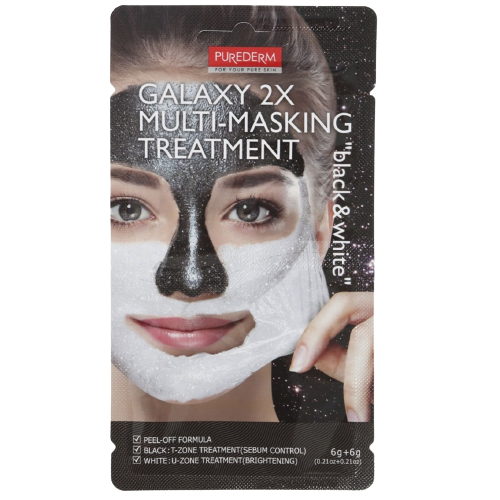 PUREDERM
FOR YOUR PURE SKIN
GALAXY 2X
MULTI-MASKING
TREATMENT
"black&white"
PEEL-OFF FORMULA
BLACK:T-ZONE TREATMENT(SEBUM CONTROL)
WHITE:U-ZONE TREATMENT(BRIGHTENING)
6g+6g
(0.21oz+0.21oz)